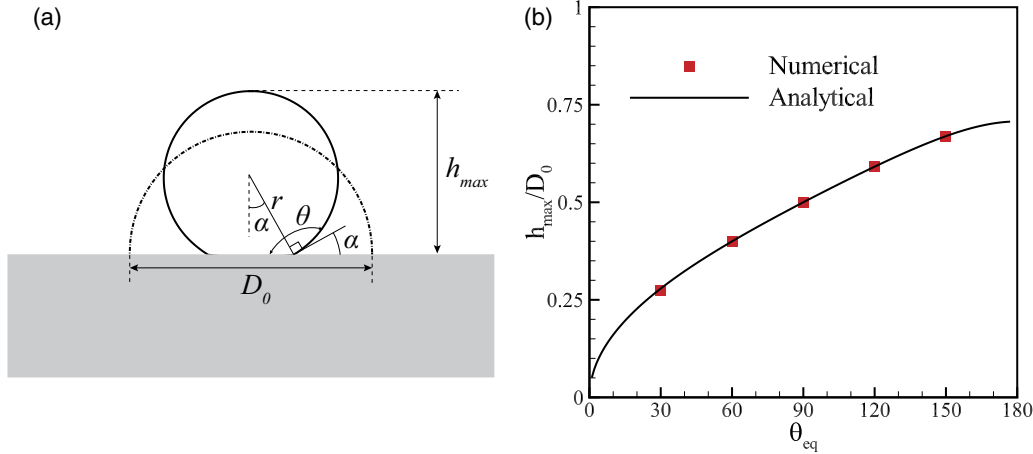 (a)
h_max
r
α
θ
α
D_0
(b)
1
0.75
0.5
0.25
0
h_max/D_0
Numerical
Analytical
0 30 60 90 120 150 180
θ_eq